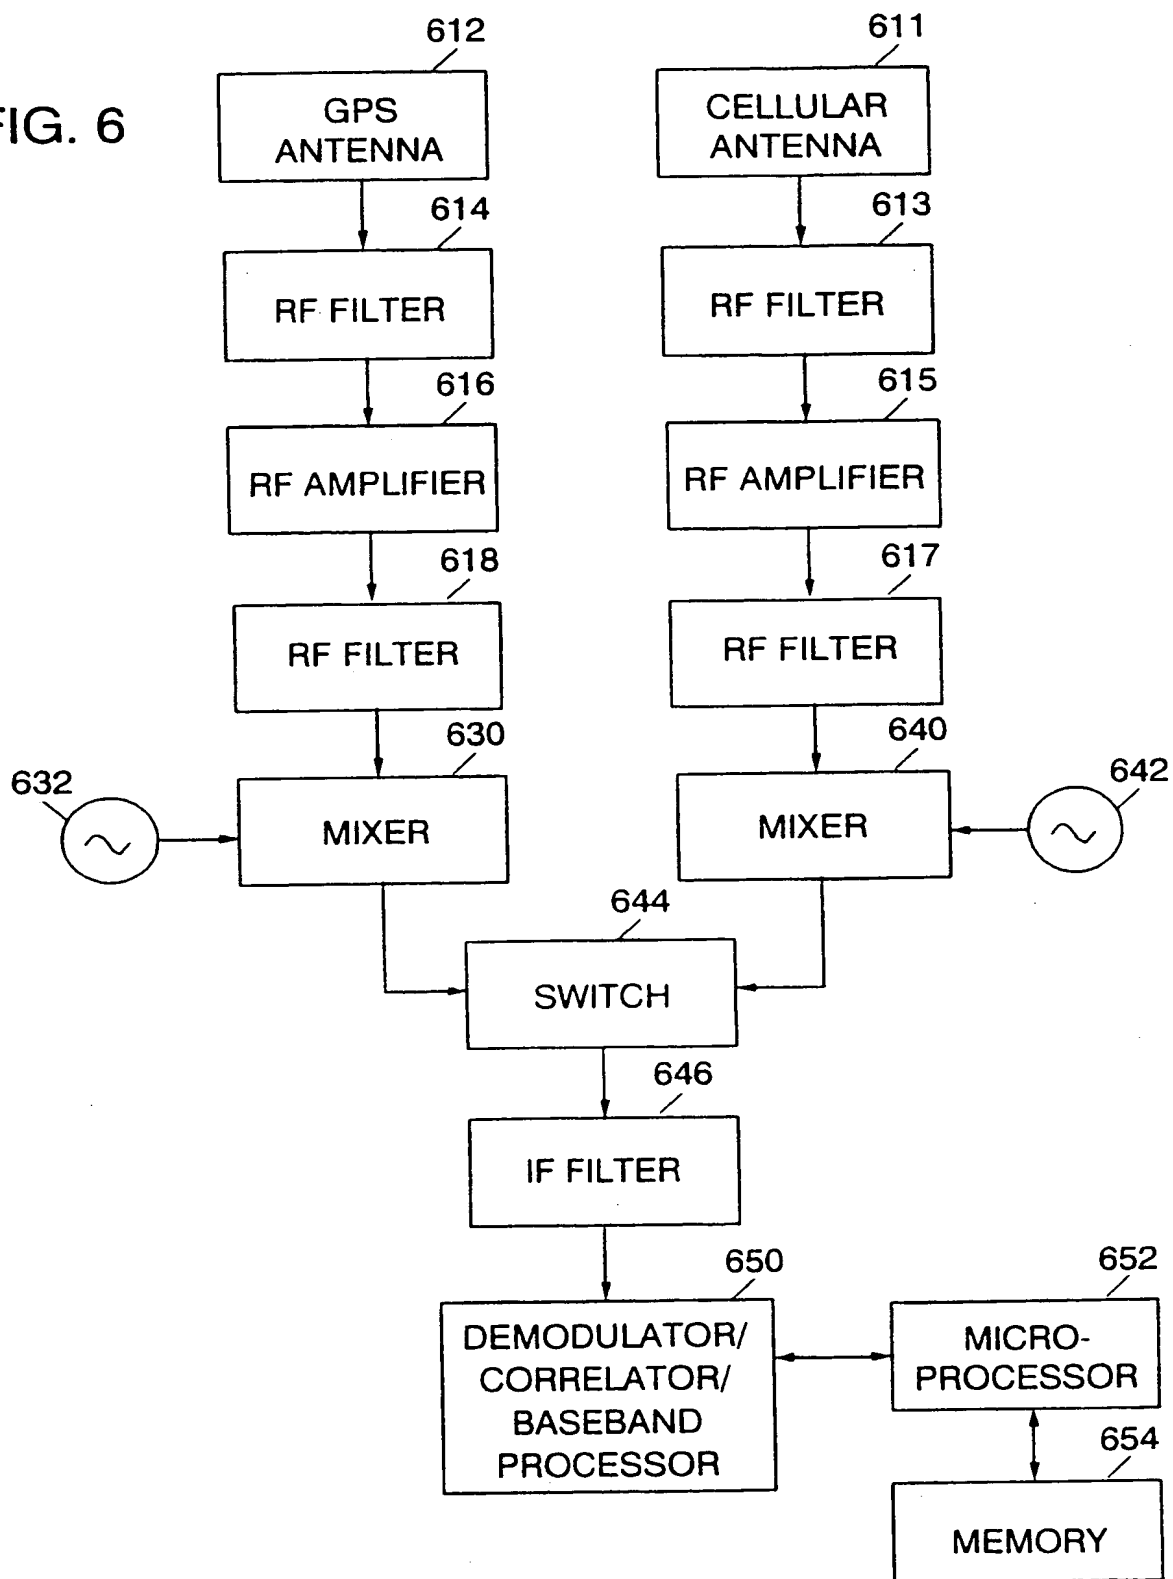 FIG. 6
612
GPS
ANTENNA
611
CELLULAR
ANTENNA
614
RF FILTER
613
RF FILTER
616
RF AMPLIFIER
615
RF AMPLIFIER
618
RF FILTER
617
RF FILTER
632
630
MIXER
640
MIXER
642
644
SWITCH
646
IF FILTER
650
DEMODULATOR/
CORRELATOR/
BASEBAND
PROCESSOR
652
MICRO-
PROCESSOR
654
MEMORY